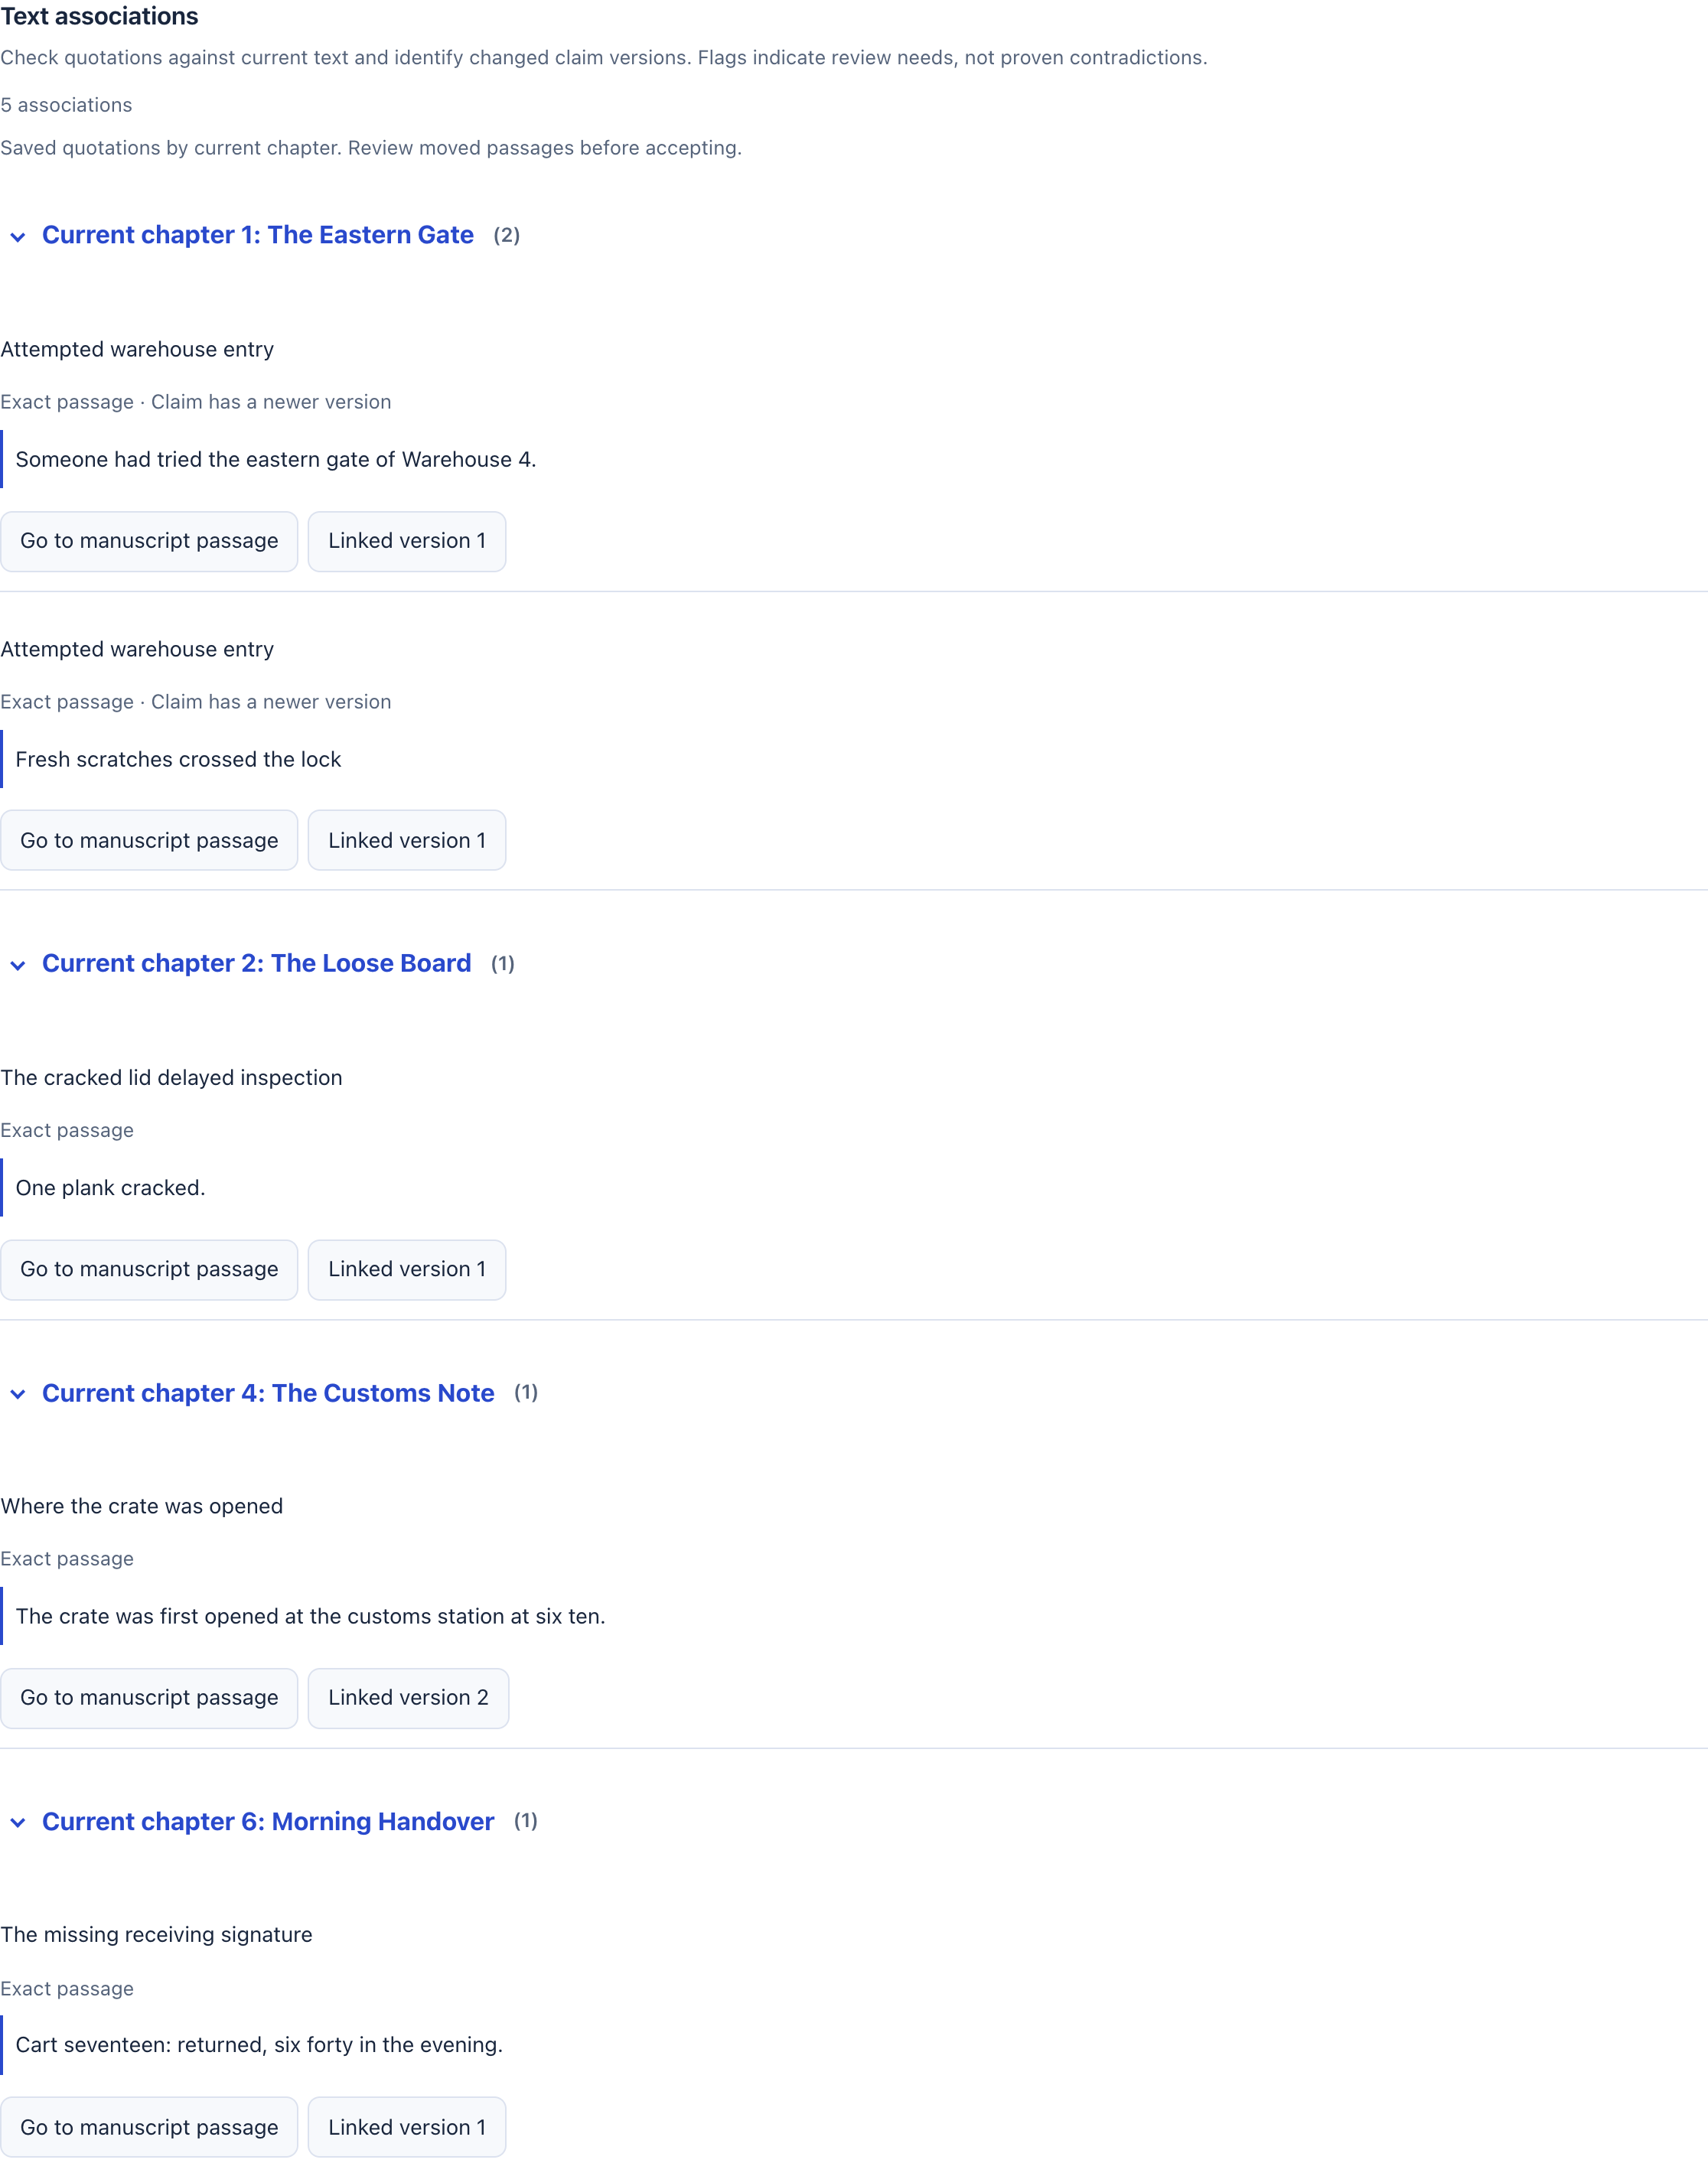 Text associations
Check quotations against current text and identify changed claim versions. Flags indicate review needs, not proven contradictions.
5 associations
Saved quotations by current chapter. Review moved passages before accepting.
Current chapter 1: The Eastern Gate (2)
Attempted warehouse entry
Exact passage · Claim has a newer version
Someone had tried the eastern gate of Warehouse 4.
Go to manuscript passage Linked version 1
Attempted warehouse entry
Exact passage · Claim has a newer version
Fresh scratches crossed the lock
Go to manuscript passage Linked version 1
Current chapter 2: The Loose Board (1)
The cracked lid delayed inspection
Exact passage
One plank cracked.
Go to manuscript passage Linked version 1
Current chapter 4: The Customs Note (1)
Where the crate was opened
Exact passage
The crate was first opened at the customs station at six ten.
Go to manuscript passage Linked version 2
Current chapter 6: Morning Handover (1)
The missing receiving signature
Exact passage
Cart seventeen: returned, six forty in the evening.
Go to manuscript passage Linked version 1